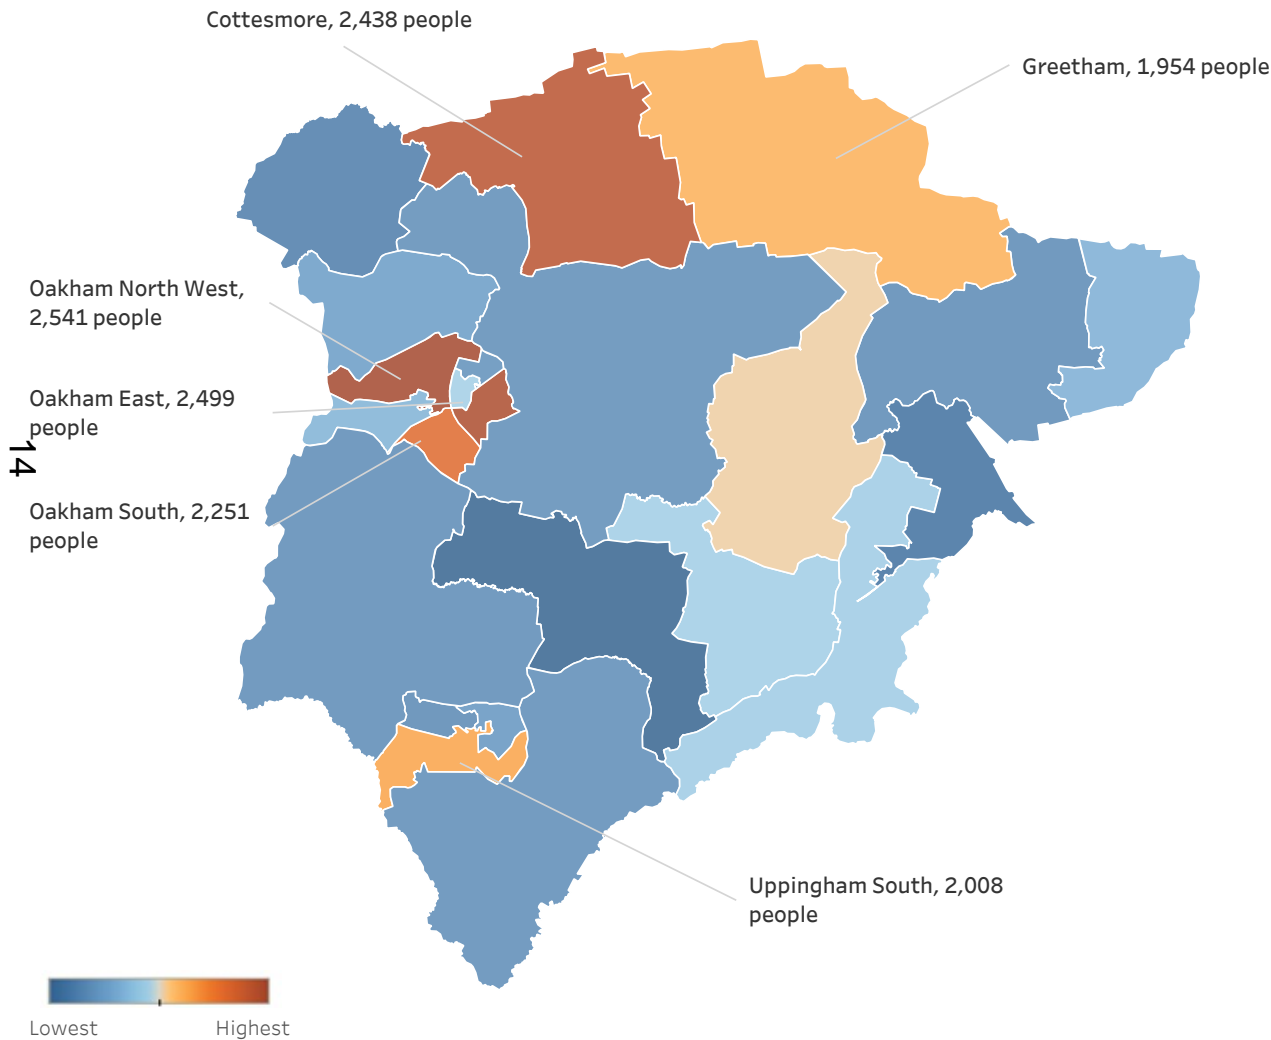 Cottesmore, 2,438 people
Greetham, 1,954 people
Oakham North West,
2,541 people
Oakham East, 2,499
people
14
Oakham South, 2,251
people
Uppingham South, 2,008
people
Lowest
Highest